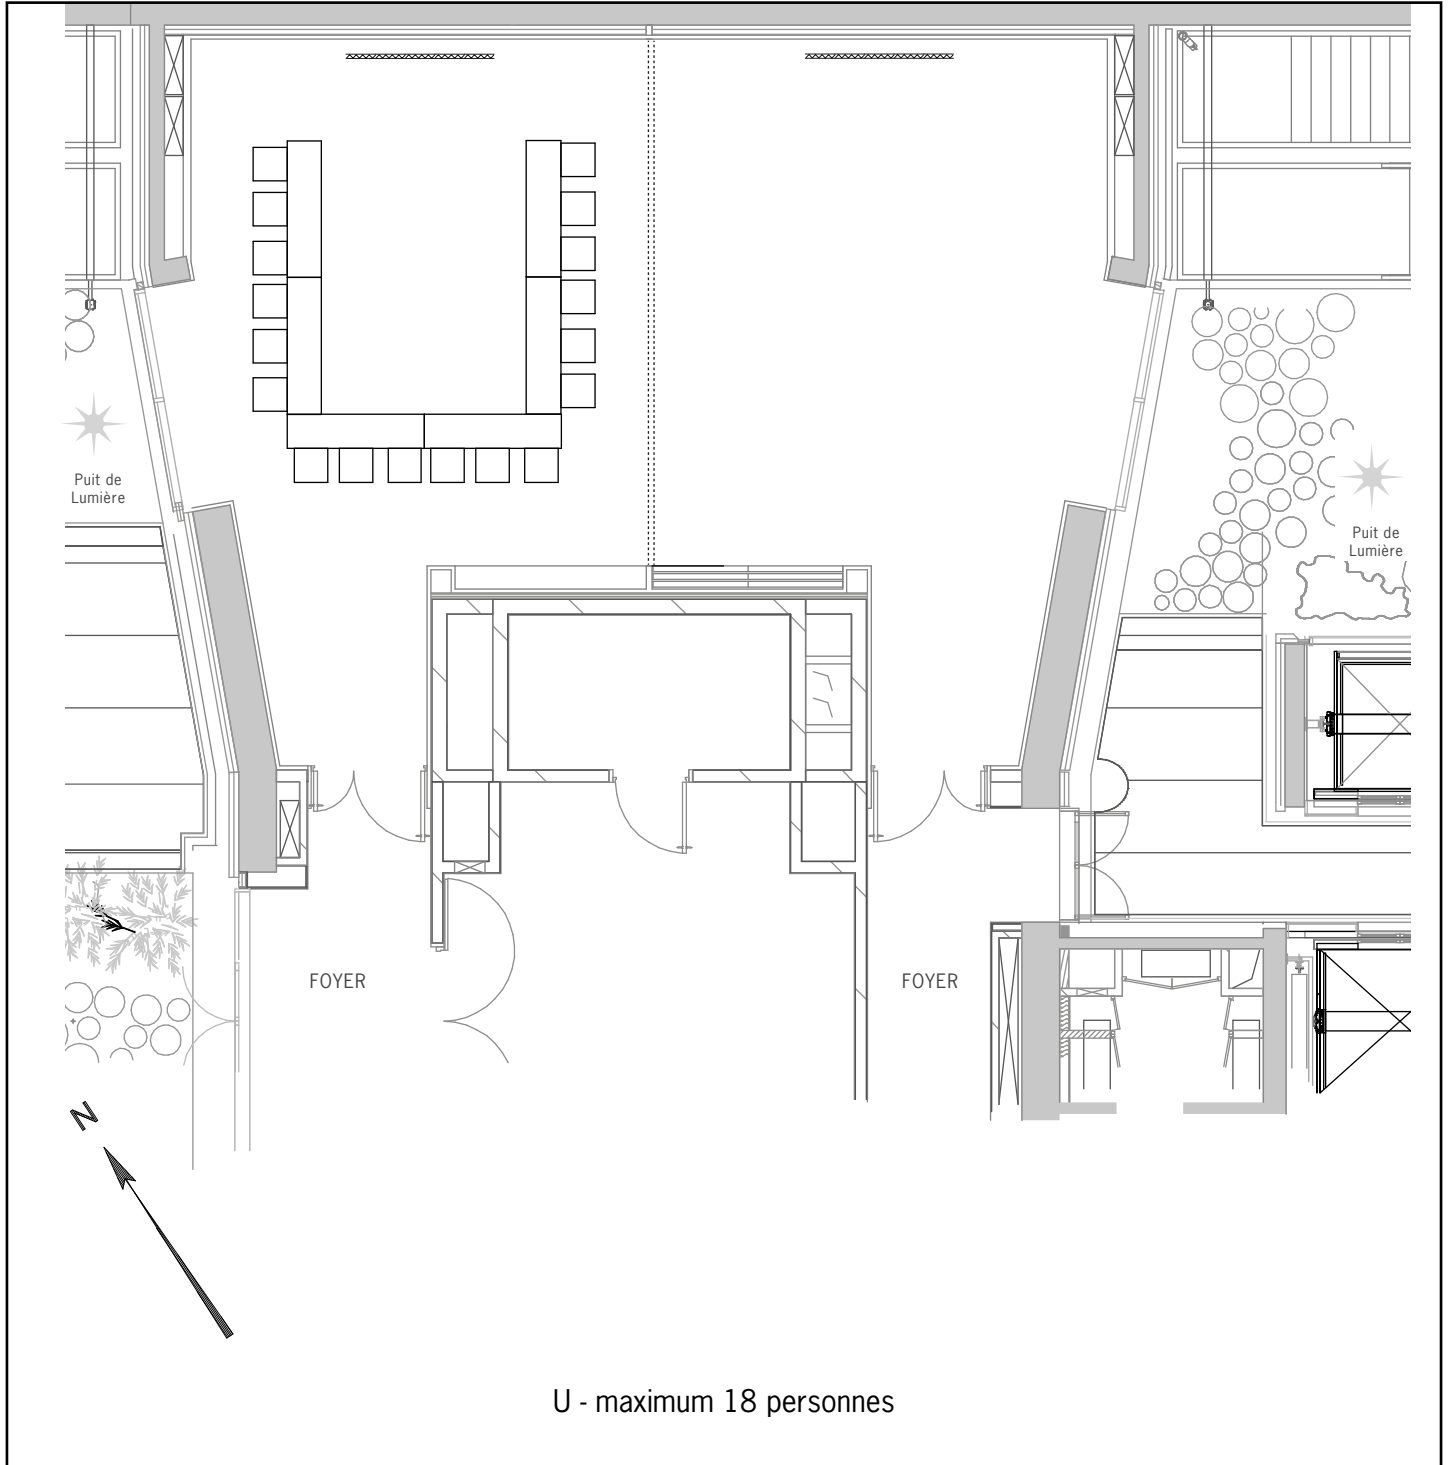 Puit de
Lumière
Puit de
Lumière
FOYER
FOYER
N
U - maximum 18 personnes